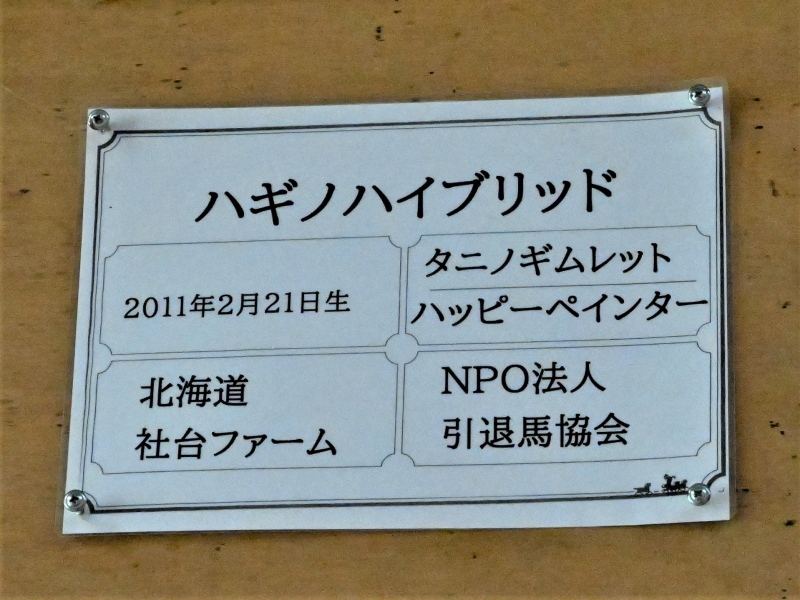 ハギノハイブリッド
2011年2月21日生
タニノギムレット
ハッピーペインター
北海道
社台ファーム
NPO法人
引退馬協会